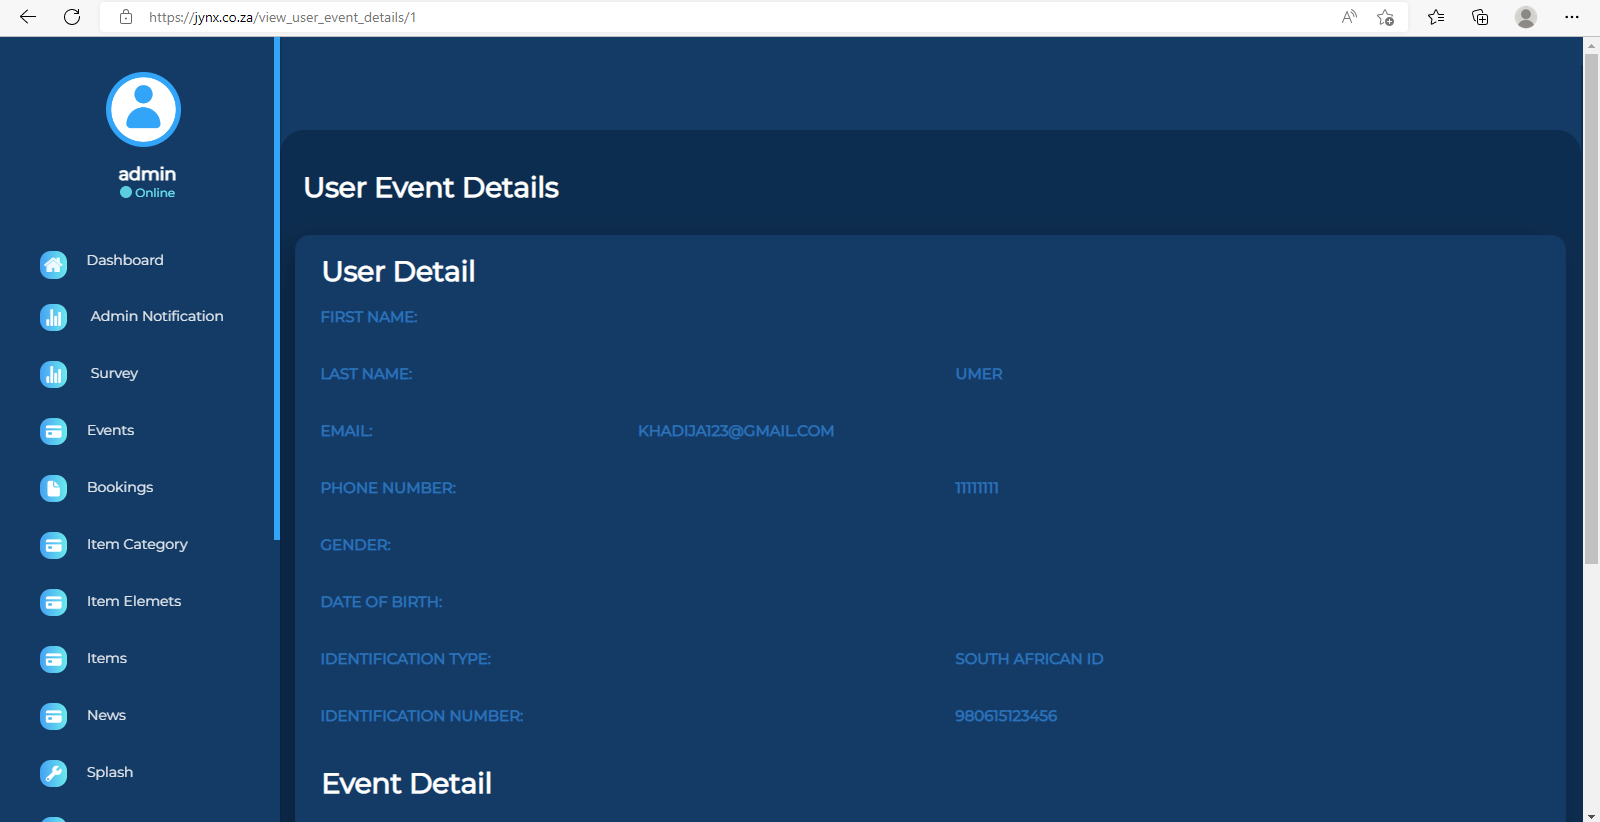 https://jynx.co.za/view_user_event_details/1
admin
Online
Dashboard
Admin Notification
Survey
Events
Bookings
Item Category
Item Elemets
Items
News
Splash
User Event Details
User Detail
FIRST NAME:
LAST NAME: UMER
EMAIL: KHADIJA123@GMAIL.COM
PHONE NUMBER: 11111111
GENDER:
DATE OF BIRTH:
IDENTIFICATION TYPE: SOUTH AFRICAN ID
IDENTIFICATION NUMBER: 980615123456
Event Detail